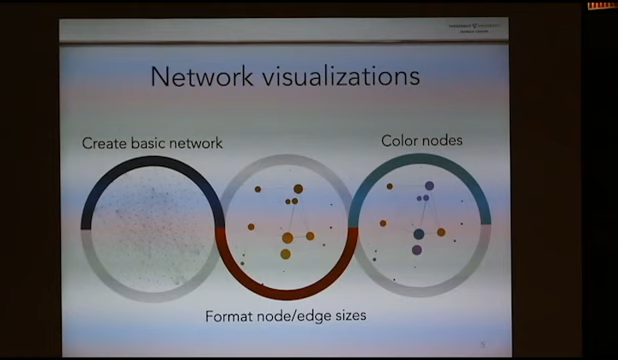 Network visualizations
Create basic network
Color nodes
Format node/edge sizes